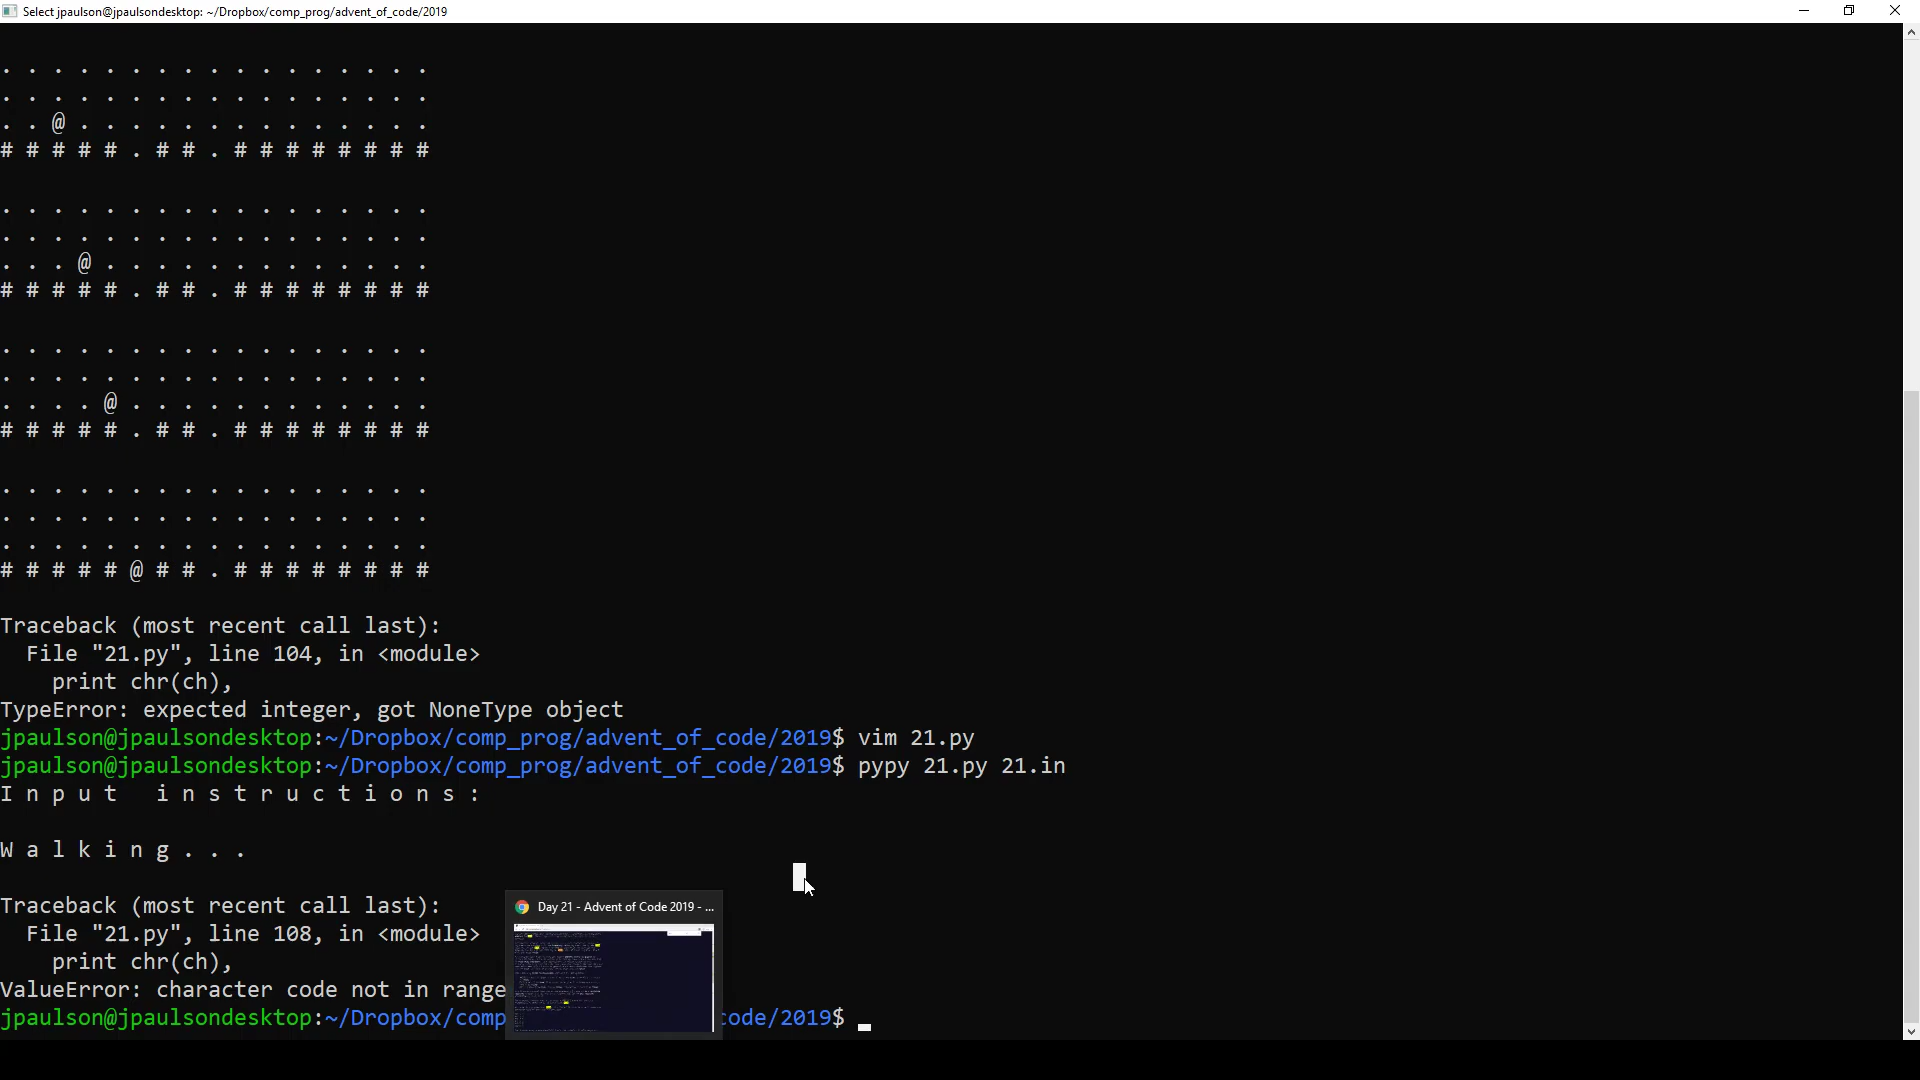 Select jpaulson@jpaulsondesktop: ~/Dropbox/comp_prog/advent_of_code/2019
. . . . . . . . . . . . . . . . .
. . . . . . . . . . . . . . . . .
. . @ . . . . . . . . . . . . . .
# # # # # . # # . # # # # # # # #
. . . . . . . . . . . . . . . . .
. . . . . . . . . . . . . . . . .
. . . @ . . . . . . . . . . . . .
# # # # # . # # . # # # # # # # #
. . . . . . . . . . . . . . . . .
. . . . . . . . . . . . . . . . .
. . . . @ . . . . . . . . . . . .
# # # # # . # # . # # # # # # # #
. . . . . . . . . . . . . . . . .
. . . . . . . . . . . . . . . . .
. . . . . . . . . . . . . . . . .
# # # # # @ # # . # # # # # # # #
Traceback (most recent call last):
  File "21.py", line 104, in <module>
    print chr(ch),
TypeError: expected integer, got NoneType object
jpaulson@jpaulsondesktop:~/Dropbox/comp_prog/advent_of_code/2019$ vim 21.py
jpaulson@jpaulsondesktop:~/Dropbox/comp_prog/advent_of_code/2019$ pypy 21.py 21.in
I n p u t   i n s t r u c t i o n s :
W a l k i n g . . .
Traceback (most recent call last):
  File "21.py", line 108, in <module>
    print chr(ch),
ValueError: character code not in range
jpaulson@jpaulsondesktop:~/Dropbox/comp code/2019$
Day 21 - Advent of Code 2019 - ...